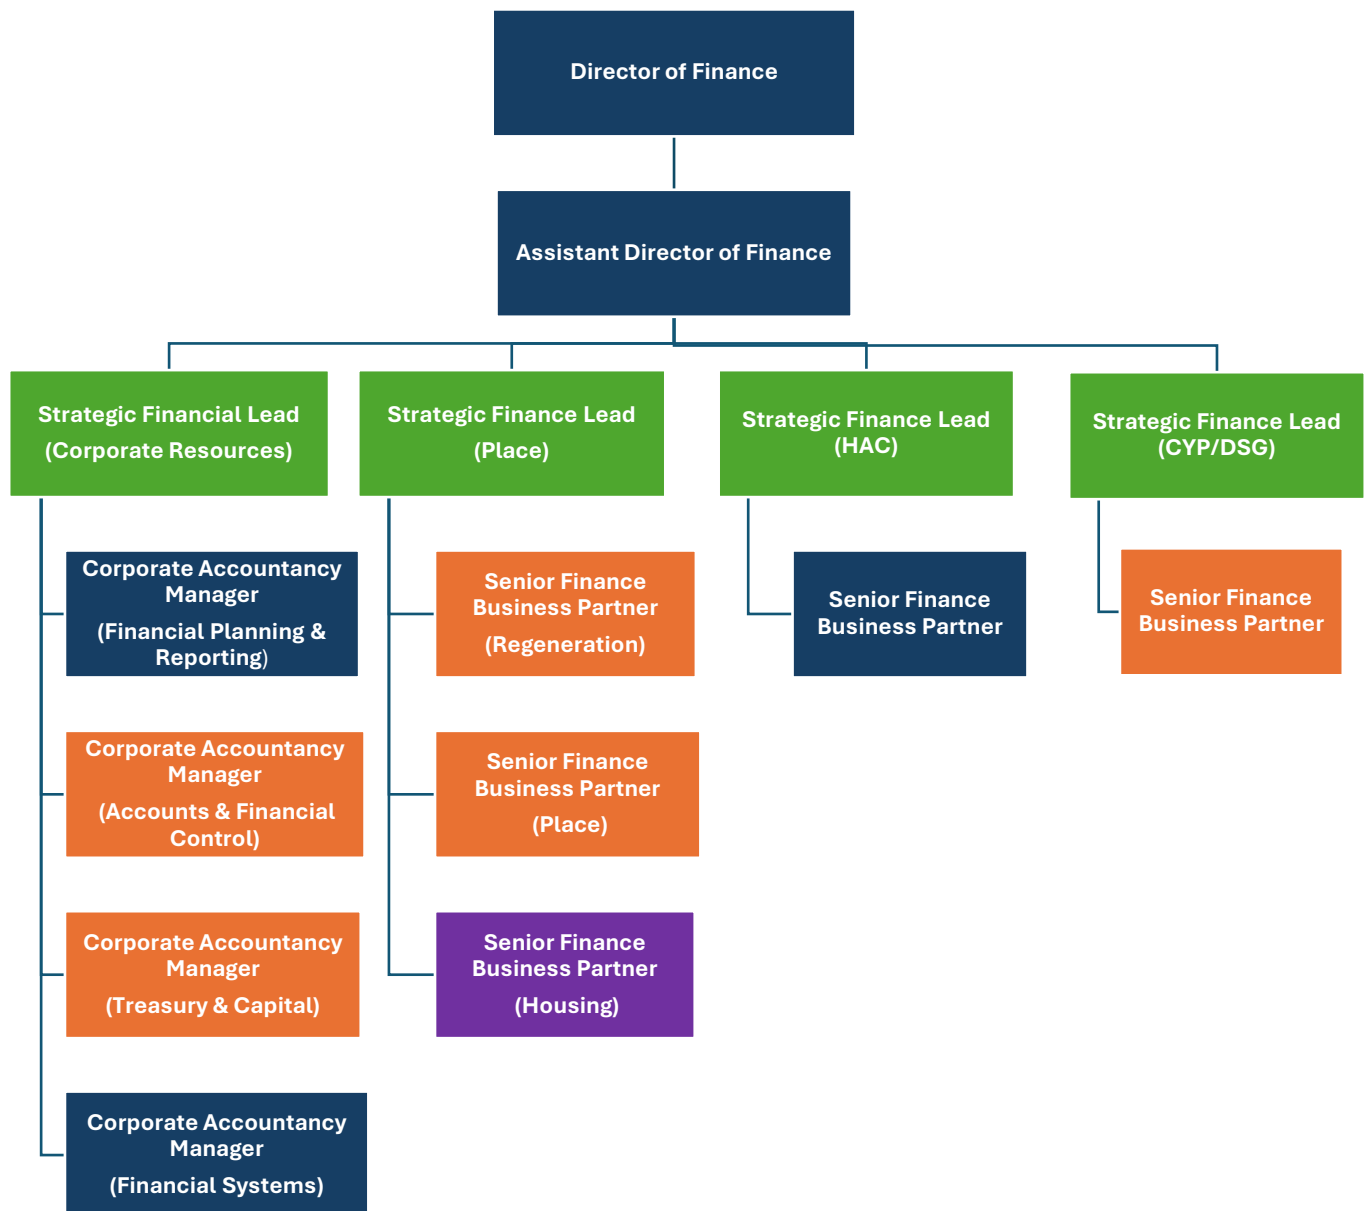 Director of Finance
Assistant Director of Finance
Strategic Financial Lead
(Corporate Resources)
Strategic Finance Lead
(Place)
Strategic Finance Lead
(HAC)
Strategic Finance Lead
(CYP/DSG)
Corporate Accountancy
Manager
(Financial Planning &
Reporting)
Senior Finance
Business Partner
(Regeneration)
Senior Finance
Business Partner
Senior Finance
Business Partner
Corporate Accountancy
Manager
(Accounts & Financial
Control)
Senior Finance
Business Partner
(Place)
Corporate Accountancy
Manager
(Treasury & Capital)
Senior Finance
Business Partner
(Housing)
Corporate Accountancy
Manager
(Financial Systems)